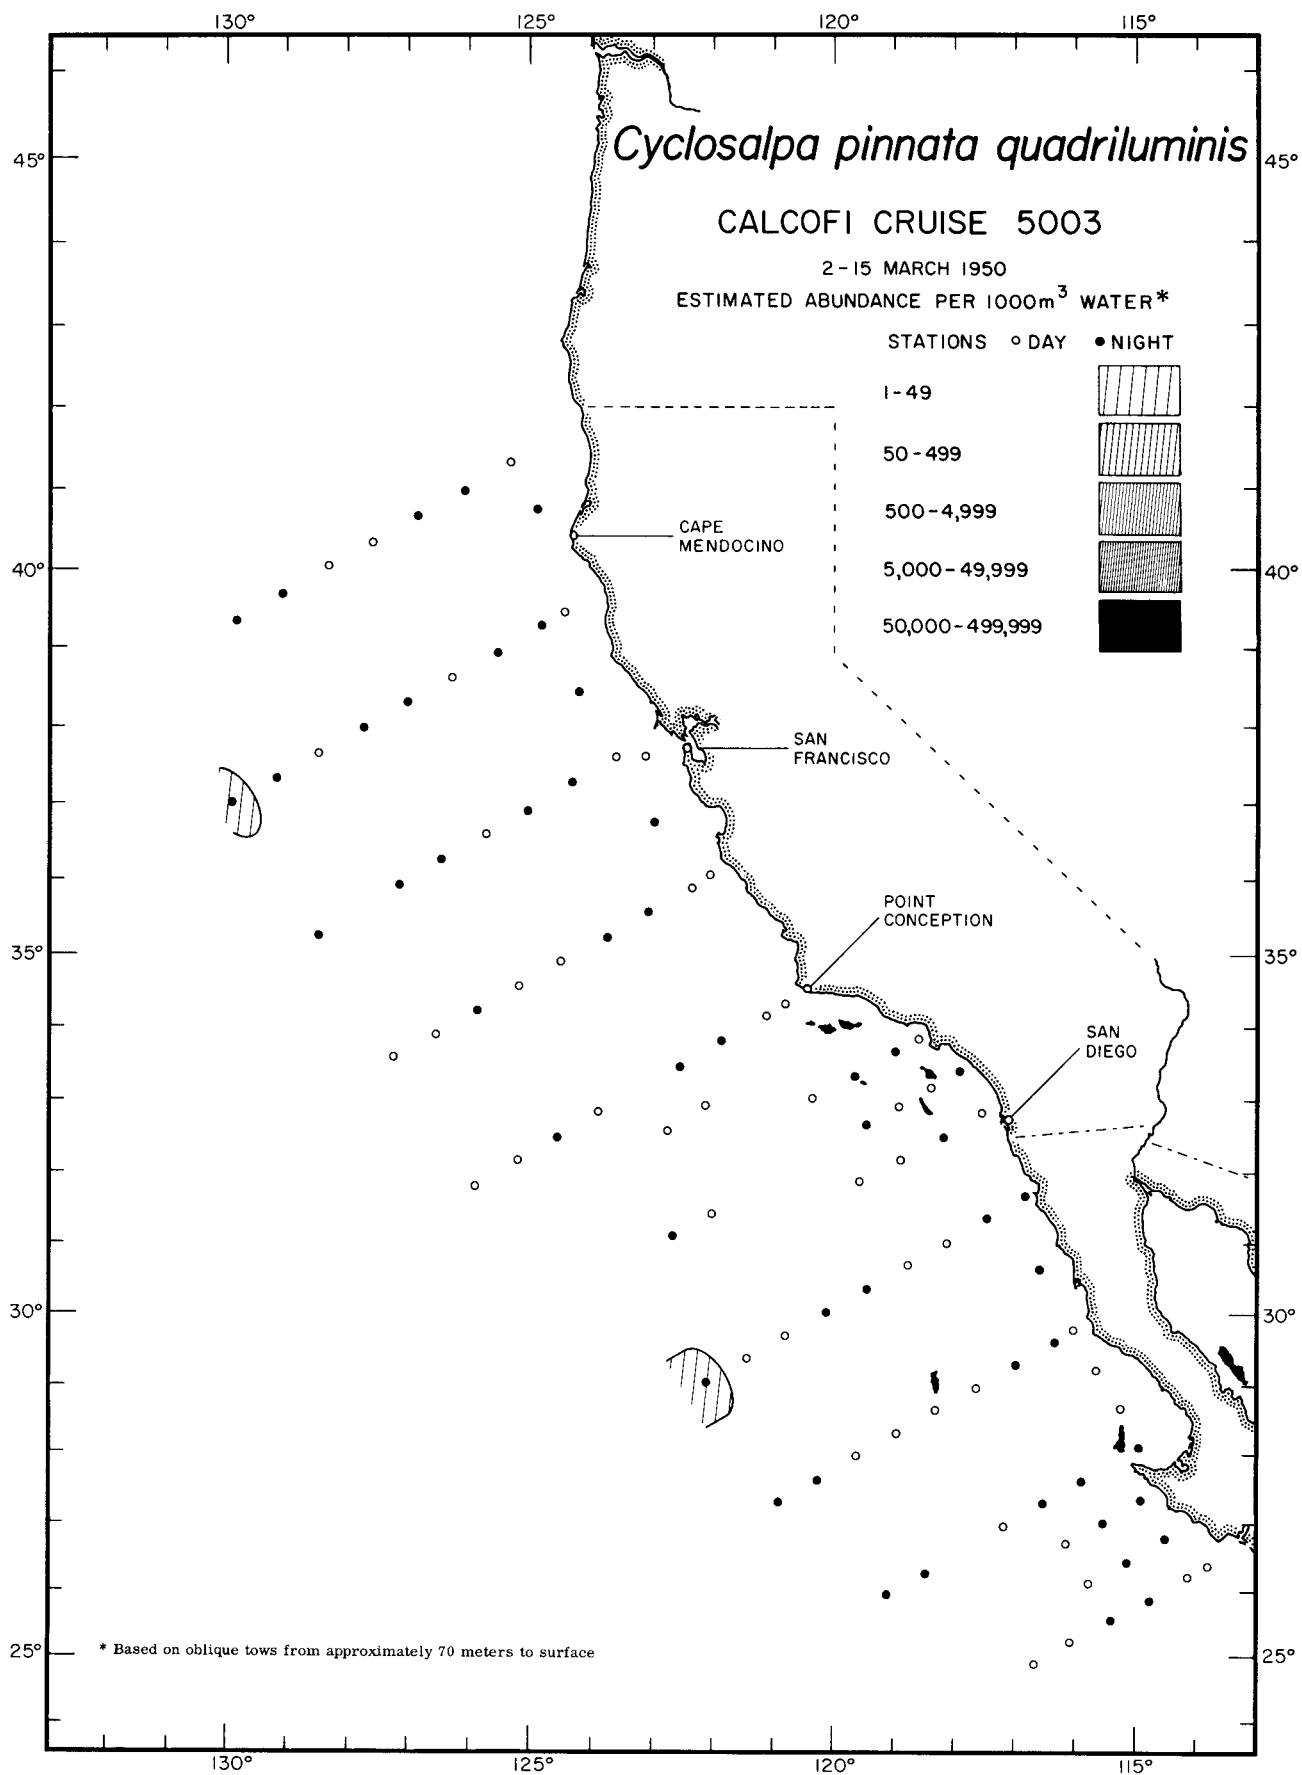 130° 125° 120° 115°
45° 45°
Cyclosalpa pinnata quadriluminis
CALCOFI CRUISE 5003
2-15 MARCH 1950
ESTIMATED ABUNDANCE PER 1000m³ WATER*
STATIONS ○ DAY ● NIGHT
1-49
50-499
500-4,999
5,000-49,999
50,000-499,999
CAPE
MENDOCINO
40° 40°
SAN
FRANCISCO
POINT
CONCEPTION
35° 35°
SAN
DIEGO
30° 30°
25° 25°
* Based on oblique tows from approximately 70 meters to surface
130° 125° 120° 115°